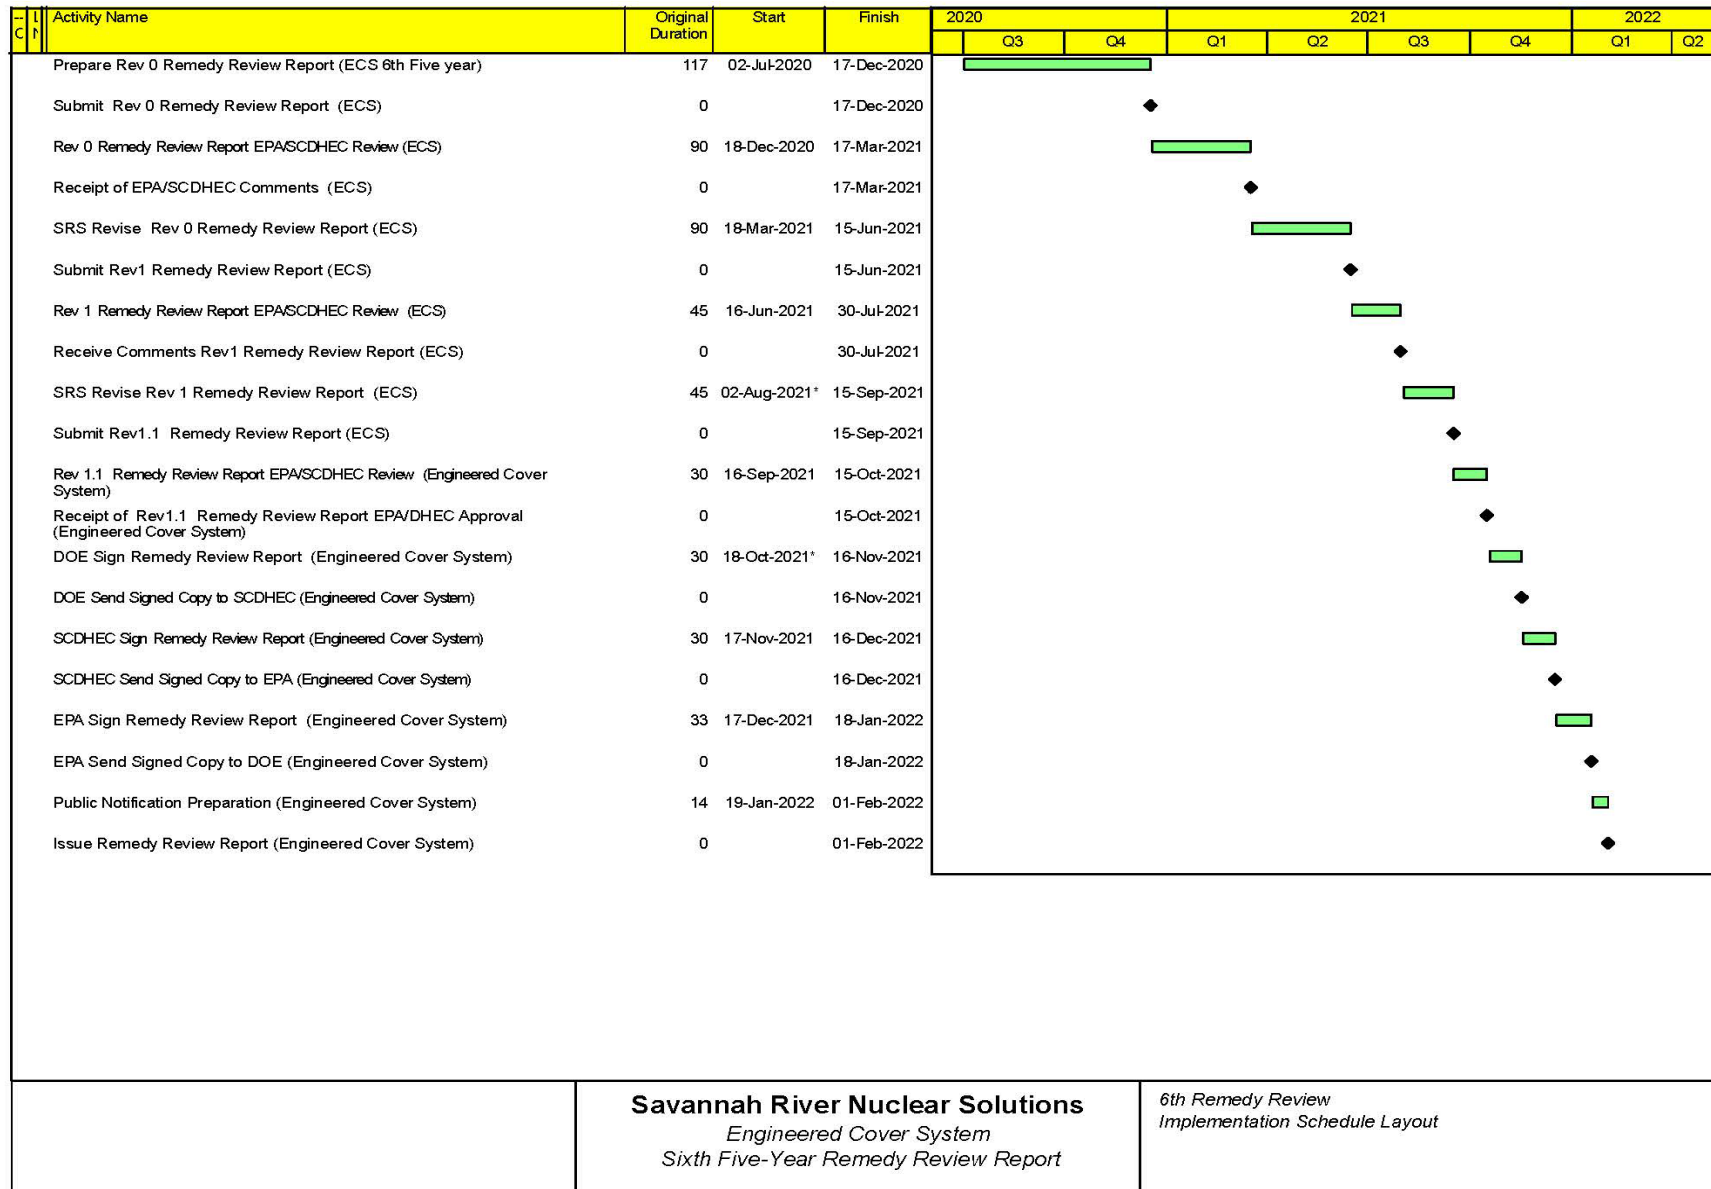 -- C
L N
Activity Name
Original Duration
Start
Finish
2020
2021
2022
Q3 Q4 Q1 Q2 Q3 Q4 Q1 Q2
Prepare Rev 0 Remedy Review Report (ECS 6th Five year) 117 02-Jul-2020 17-Dec-2020
Submit Rev 0 Remedy Review Report (ECS) 0 17-Dec-2020
Rev 0 Remedy Review Report EPA/SCDHEC Review (ECS) 90 18-Dec-2020 17-Mar-2021
Receipt of EPA/SCDHEC Comments (ECS) 0 17-Mar-2021
SRS Revise Rev 0 Remedy Review Report (ECS) 90 18-Mar-2021 15-Jun-2021
Submit Rev1 Remedy Review Report (ECS) 0 15-Jun-2021
Rev 1 Remedy Review Report EPA/SCDHEC Review (ECS) 45 16-Jun-2021 30-Jul-2021
Receive Comments Rev1 Remedy Review Report (ECS) 0 30-Jul-2021
SRS Revise Rev 1 Remedy Review Report (ECS) 45 02-Aug-2021* 15-Sep-2021
Submit Rev1.1 Remedy Review Report (ECS) 0 15-Sep-2021
Rev 1.1 Remedy Review Report EPA/SCDHEC Review (Engineered Cover 30 16-Sep-2021 15-Oct-2021
System)
Receipt of Rev1.1 Remedy Review Report EPA/DHEC Approval 0 15-Oct-2021
(Engineered Cover System)
DOE Sign Remedy Review Report (Engineered Cover System) 30 18-Oct-2021* 16-Nov-2021
DOE Send Signed Copy to SCDHEC (Engineered Cover System) 0 16-Nov-2021
SCDHEC Sign Remedy Review Report (Engineered Cover System) 30 17-Nov-2021 16-Dec-2021
SCDHEC Send Signed Copy to EPA (Engineered Cover System) 0 16-Dec-2021
EPA Sign Remedy Review Report (Engineered Cover System) 33 17-Dec-2021 18-Jan-2022
EPA Send Signed Copy to DOE (Engineered Cover System) 0 18-Jan-2022
Public Notification Preparation (Engineered Cover System) 14 19-Jan-2022 01-Feb-2022
Issue Remedy Review Report (Engineered Cover System) 0 01-Feb-2022
Savannah River Nuclear Solutions
Engineered Cover System
Sixth Five-Year Remedy Review Report
6th Remedy Review
Implementation Schedule Layout